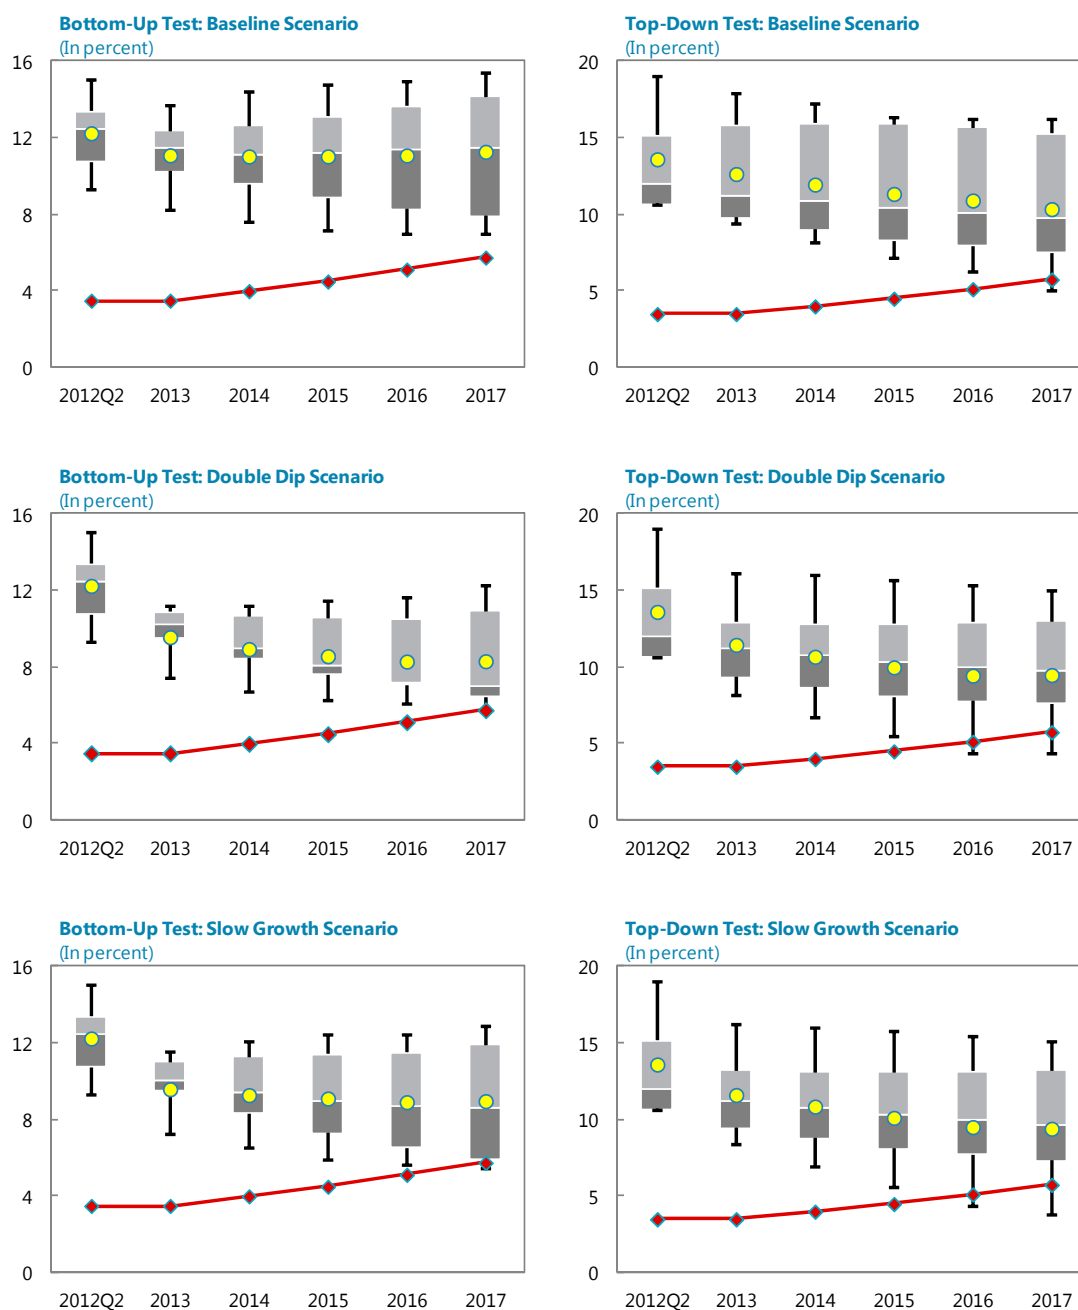 Bottom-Up Test: Baseline Scenario
(In percent)
16
12
8
4
0
2012Q2 2013 2014 2015 2016 2017
Top-Down Test: Baseline Scenario
(In percent)
20
15
10
5
0
2012Q2 2013 2014 2015 2016 2017
Bottom-Up Test: Double Dip Scenario
(In percent)
16
12
8
4
0
2012Q2 2013 2014 2015 2016 2017
Top-Down Test: Double Dip Scenario
(In percent)
20
15
10
5
0
2012Q2 2013 2014 2015 2016 2017
Bottom-Up Test: Slow Growth Scenario
(In percent)
16
12
8
4
0
2012Q2 2013 2014 2015 2016 2017
Top-Down Test: Slow Growth Scenario
(In percent)
20
15
10
5
0
2012Q2 2013 2014 2015 2016 2017